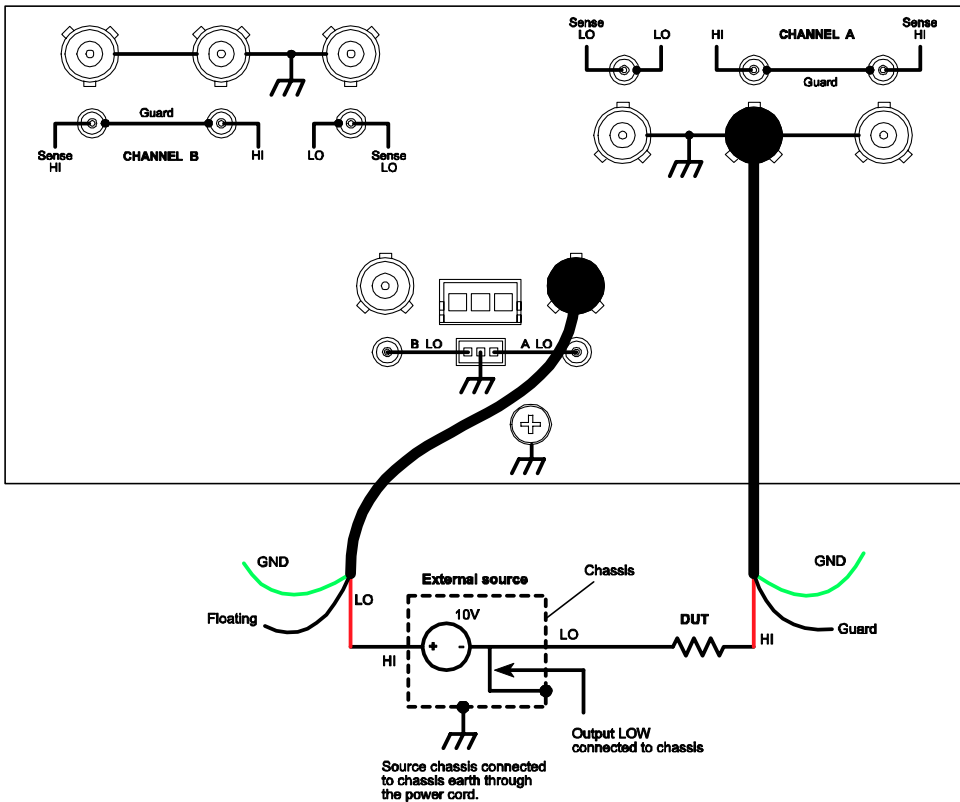 Sense
LO
LO
HI
CHANNEL A
Sense
HI
Guard
Guard
Sense
HI
CHANNEL B
HI
LO
Sense
LO
B LO
A LO
GND
Floating
LO
External source
Chassis
10V
+
-
HI
LO
DUT
HI
GND
Guard
Output LOW
connected to chassis
Source chassis connected
to chassis earth through
the power cord.